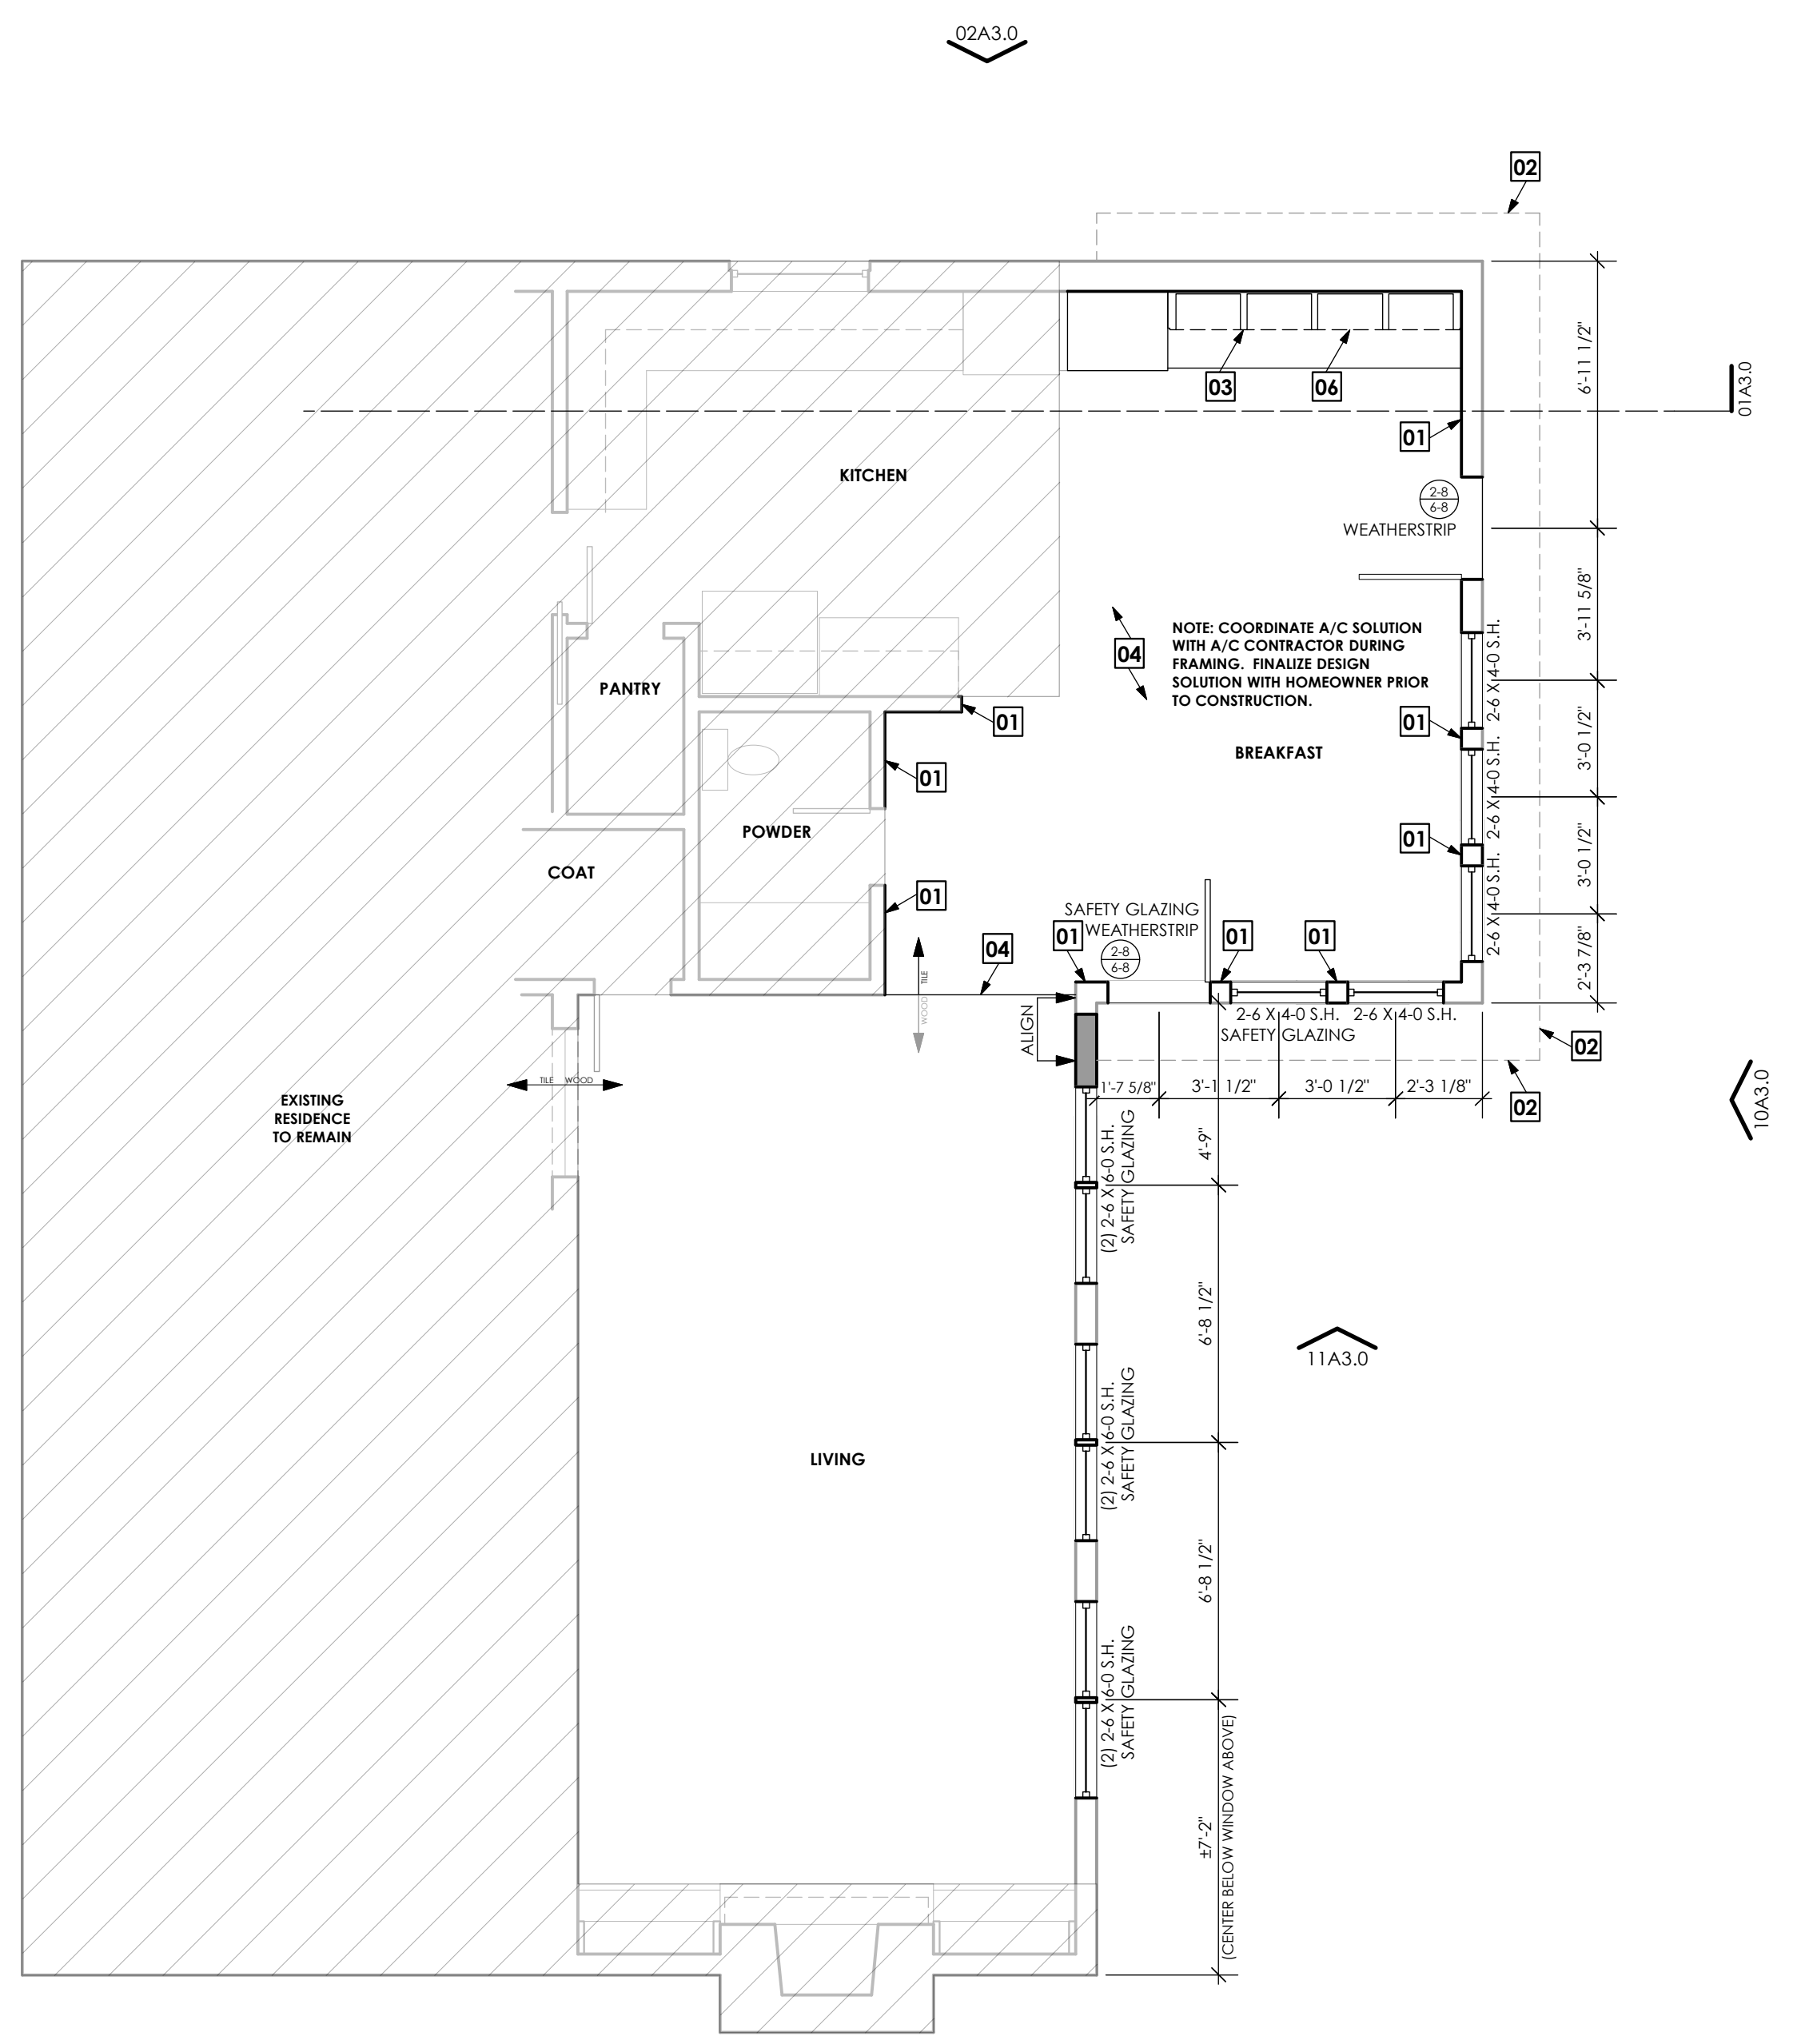 02A3.0
02
6'-11 1/2"
01A3.0
03
06
01
KITCHEN
2-8
6-8
WEATHERSTRIP
3'-11 5/8"
NOTE: COORDINATE A/C SOLUTION
WITH A/C CONTRACTOR DURING
FRAMING. FINALIZE DESIGN
SOLUTION WITH HOMEOWNER PRIOR
TO CONSTRUCTION.
04
2-6 X 4-0 S.H.
PANTRY
01
01
3'-0 1/2"
BREAKFAST
01
2-6 X 4-0 S.H.
POWDER
01
3'-0 1/2"
COAT
01
2-6 X 4-0 S.H.
SAFETY GLAZING
WEATHERSTRIP
01
01
01
2-8
6-8
04
TILE
WOOD
2'-3 7/8"
2-6 X 4-0 S.H.
2-6 X 4-0 S.H.
SAFETY GLAZING
ALIGN
02
02
TILE
WOOD
1'-7 5/8"
3'-1 1/2"
3'-0 1/2"
2'-3 1/8"
10A3.0
EXISTING
RESIDENCE
TO REMAIN
4'-9"
(2) 2-6 X 6-0 S.H.
SAFETY GLAZING
6'-8 1/2"
11A3.0
(2) 2-6 X 6-0 S.H.
SAFETY GLAZING
LIVING
6'-8 1/2"
(2) 2-6 X 6-0 S.H.
SAFETY GLAZING
±7'-2"
(CENTER BELOW WINDOW ABOVE)